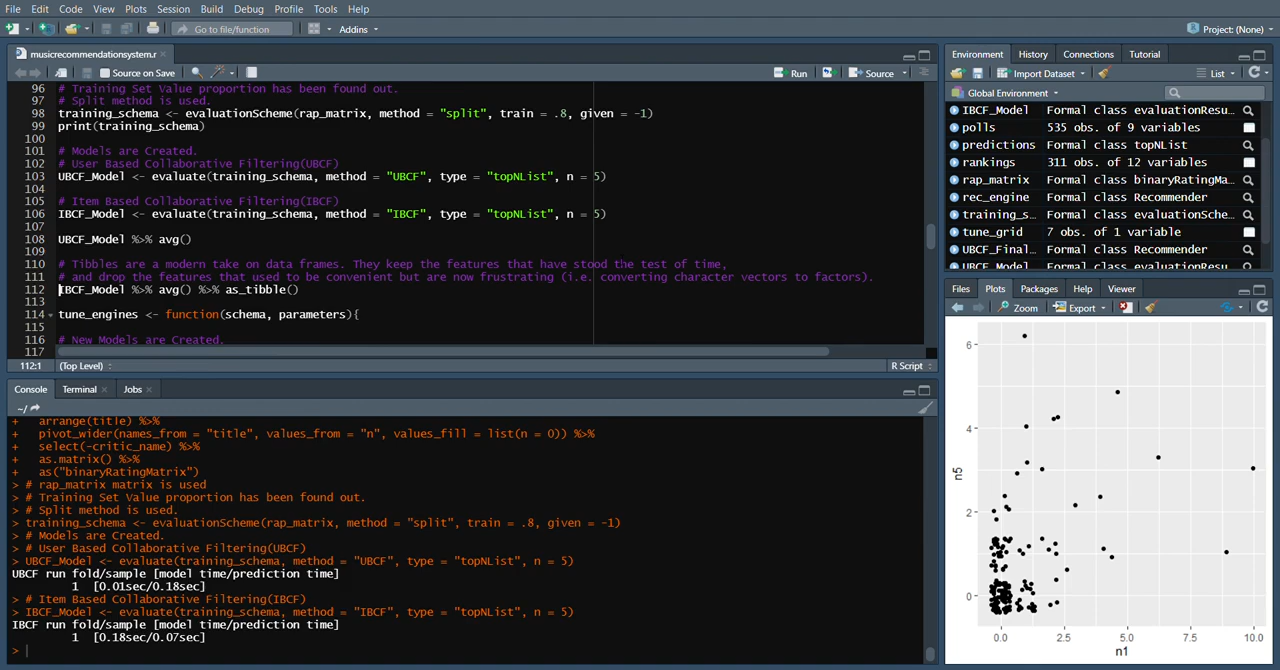 File Edit Code View Plots Session Build Debug Profile Tools Help
Go to file/function Addins Project: (None)
musicrecommendationsystem.r
Source on Save Run Source
96 # Training Set Value proportion has been found out.
97 # Split method is used.
98 training_schema <- evaluationScheme(rap_matrix, method = "split", train = .8, given = -1)
99 print(training_schema)
100
101 # Models are Created.
102 # User Based Collaborative Filtering(UBCF)
103 UBCF_Model <- evaluate(training_schema, method = "UBCF", type = "topNList", n = 5)
104
105 # Item Based Collaborative Filtering(IBCF)
106 IBCF_Model <- evaluate(training_schema, method = "IBCF", type = "topNList", n = 5)
107
108 UBCF_Model %>% avg()
109
110 # Tibbles are a modern take on data frames. They keep the features that have stood the test of time,
111 # and drop the features that used to be convenient but are now frustrating (i.e. converting character vectors to factors).
112 IBCF_Model %>% avg() %>% as_tibble()
113
114 tune_engines <- function(schema, parameters){
115
116 # New Models are Created.
117
112:1 (Top Level) R Script
Console Terminal Jobs
~/
+ arrange(title) %>%
+ pivot_wider(names_from = "title", values_from = "n", values_fill = list(n = 0)) %>%
+ select(-critic_name) %>%
+ as.matrix() %>%
+ as("binaryRatingMatrix")
> # rap_matrix matrix is used
> # Training Set Value proportion has been found out.
> # Split method is used.
> training_schema <- evaluationScheme(rap_matrix, method = "split", train = .8, given = -1)
> # Models are Created.
> # User Based Collaborative Filtering(UBCF)
> UBCF_Model <- evaluate(training_schema, method = "UBCF", type = "topNList", n = 5)
UBCF run fold/sample [model time/prediction time]
1 [0.01sec/0.18sec]
> # Item Based Collaborative Filtering(IBCF)
> IBCF_Model <- evaluate(training_schema, method = "IBCF", type = "topNList", n = 5)
IBCF run fold/sample [model time/prediction time]
1 [0.18sec/0.07sec]
>
Environment History Connections Tutorial
Import Dataset List
Global Environment
IBCF_Model Formal class evaluationResu…
polls 535 obs. of 9 variables
predictions Formal class topNList
rankings 311 obs. of 12 variables
rap_matrix Formal class binaryRatingMa…
rec_engine Formal class Recommender
training_s… Formal class evaluationSche…
tune_grid 7 obs. of 1 variable
UBCF_Final… Formal class Recommender
UBCF_Model Formal class evaluationResu…
Files Plots Packages Help Viewer
Zoom Export
6
4
2
0
n5
0.0 2.5 5.0 7.5 10.0
n1